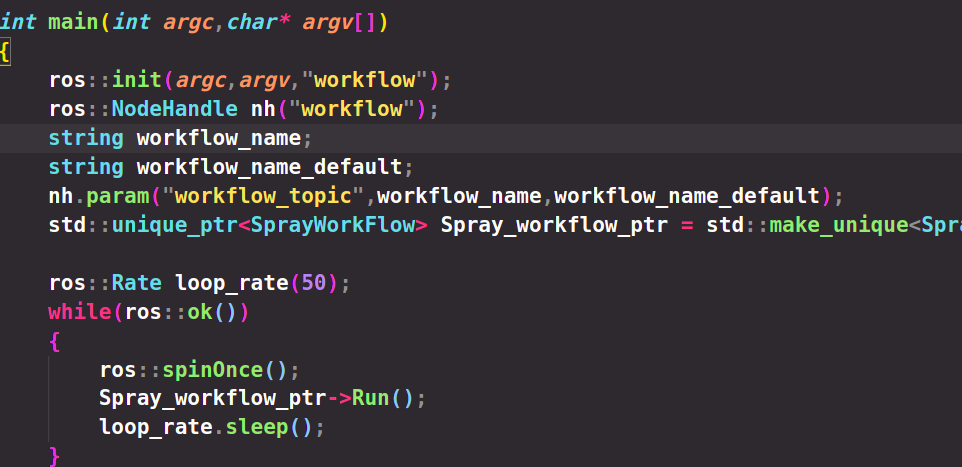 int main(int argc,char* argv[])
{
    ros::init(argc,argv,"workflow");
    ros::NodeHandle nh("workflow");
    string workflow_name;
    string workflow_name_default;
    nh.param("workflow_topic",workflow_name,workflow_name_default);
    std::unique_ptr<SprayWorkFlow> Spray_workflow_ptr = std::make_unique<Spra
    ros::Rate loop_rate(50);
    while(ros::ok())
    {
        ros::spinOnce();
        Spray_workflow_ptr->Run();
        loop_rate.sleep();
    }